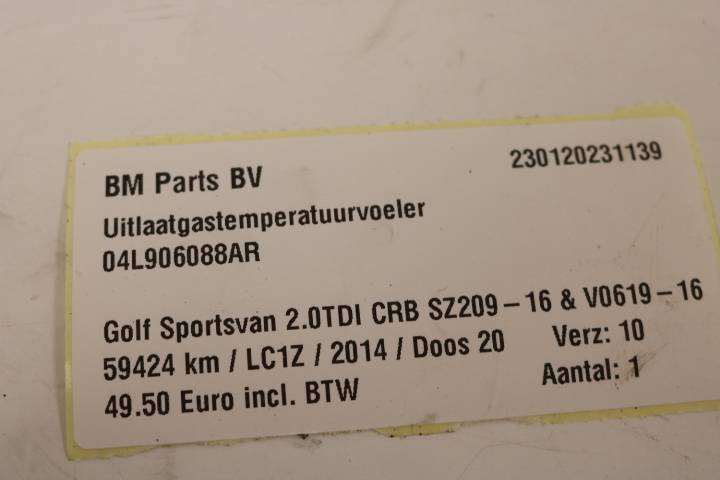 BM Parts BV 230120231139
Uitlaatgastemperatuurvoeler
04L906088AR
Golf Sportsvan 2.0TDI CRB SZ209-16 & V0619-16
59424 km / LC1Z / 2014 / Doos 20 Verz: 10
49.50 Euro incl. BTW Aantal: 1